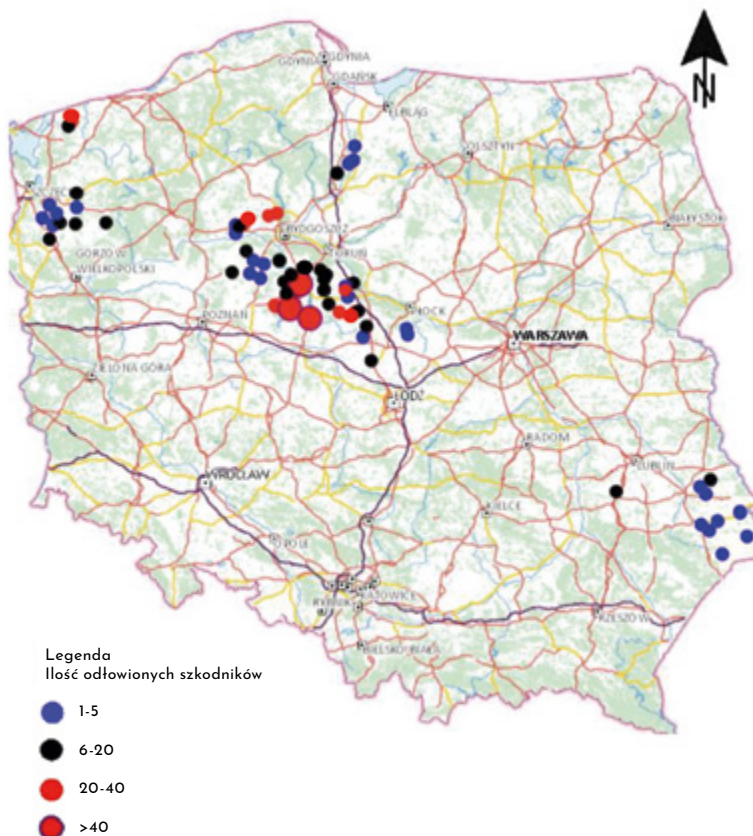 N
GDYNIA GDYNIA
GDAŃSK
ELBLĄG
OLSZTYN
BIAŁYSTOK
BYDGOSZCZ
TORUŃ
GORZÓW
WIELKOPOLSKI
POZNAŃ
PŁOCK
WARSZAWA
ZIELONA GÓRA
ŁÓDŹ
RADOM
LUBLIN
WROCŁAW
KIELCE
OPOLE
KATOWICE
RYBNIK
RZESZÓW
BIELSKO-BIAŁA
Legenda
Ilość odłowionych szkodników
1-5
6-20
20-40
>40